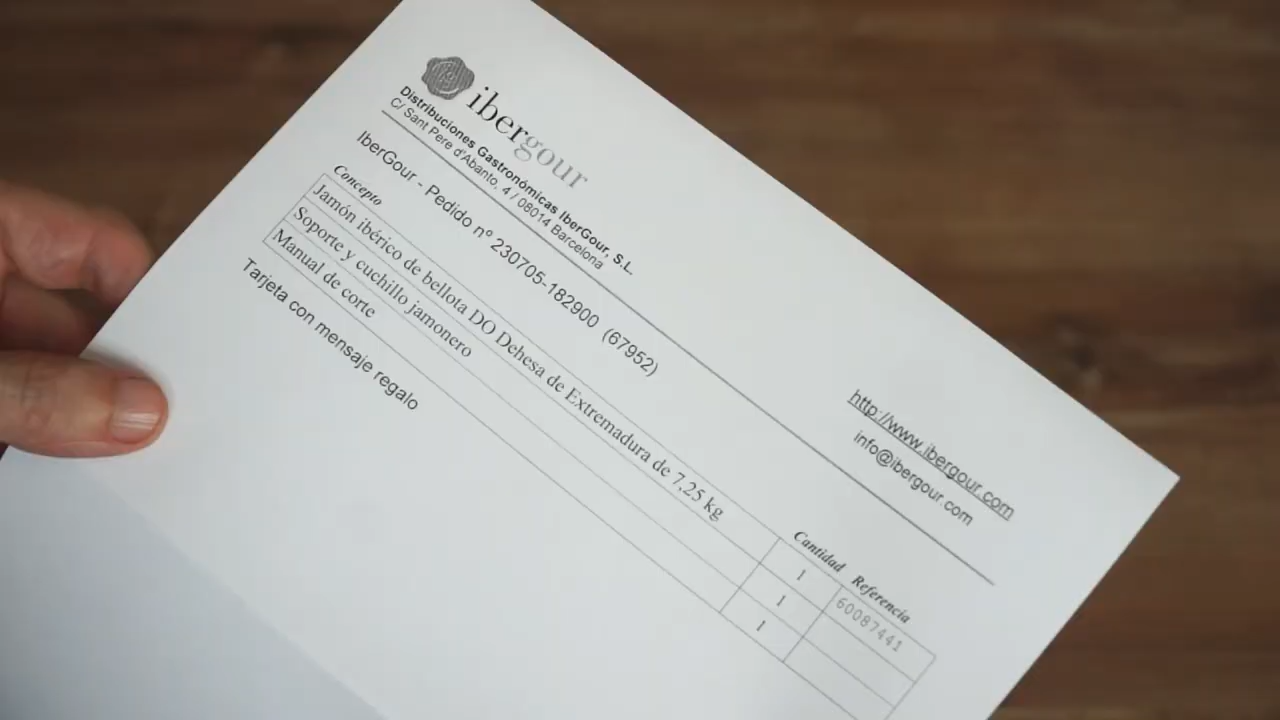 ibergour
Distribuciones Gastronómicas IberGour, S.L.
C/ Sant Pere d'Abanto, 4 / 08014 Barcelona
http://www.ibergour.com
info@ibergour.com
IberGour - Pedido nº 230705-182900 (67952)
Concepto Cantidad Referencia
Jamón ibérico de bellota DO Dehesa de Extremadura de 7,25 kg 1 60087441
Soporte y cuchillo jamonero 1
Manual de corte 1
Tarjeta con mensaje regalo